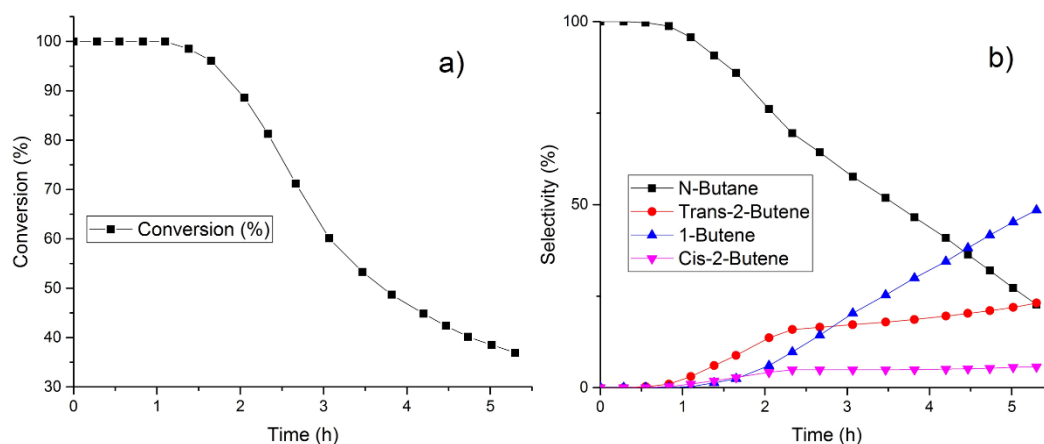 a)
Conversion (%)
100
90
80
70
60
50
40
30
Conversion (%)
0 1 2 3 4 5
Time (h)
b)
Selectivity (%)
100
50
0
N-Butane
Trans-2-Butene
1-Butene
Cis-2-Butene
0 1 2 3 4 5
Time (h)